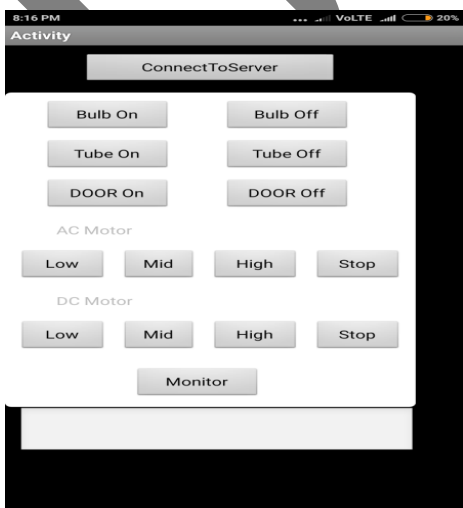 8:16 PM ... VoLTE 20%
Activity
ConnectToServer
Bulb On Bulb Off
Tube On Tube Off
DOOR On DOOR Off
AC Motor
Low Mid High Stop
DC Motor
Low Mid High Stop
Monitor